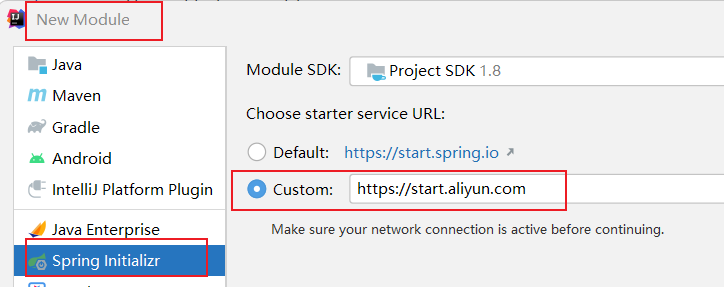 New Module
Java
Maven
Gradle
Android
IntelliJ Platform Plugin
Java Enterprise
Spring Initializr
Module SDK: Project SDK 1.8
Choose starter service URL:
Default: https://start.spring.io
Custom: https://start.aliyun.com
Make sure your network connection is active before continuing.